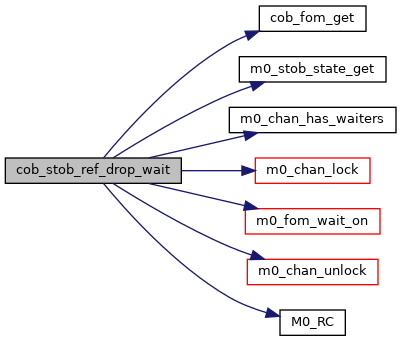 cob_fom_get
m0_stob_state_get
m0_chan_has_waiters
cob_stob_ref_drop_wait
m0_chan_lock
m0_fom_wait_on
m0_chan_unlock
M0_RC